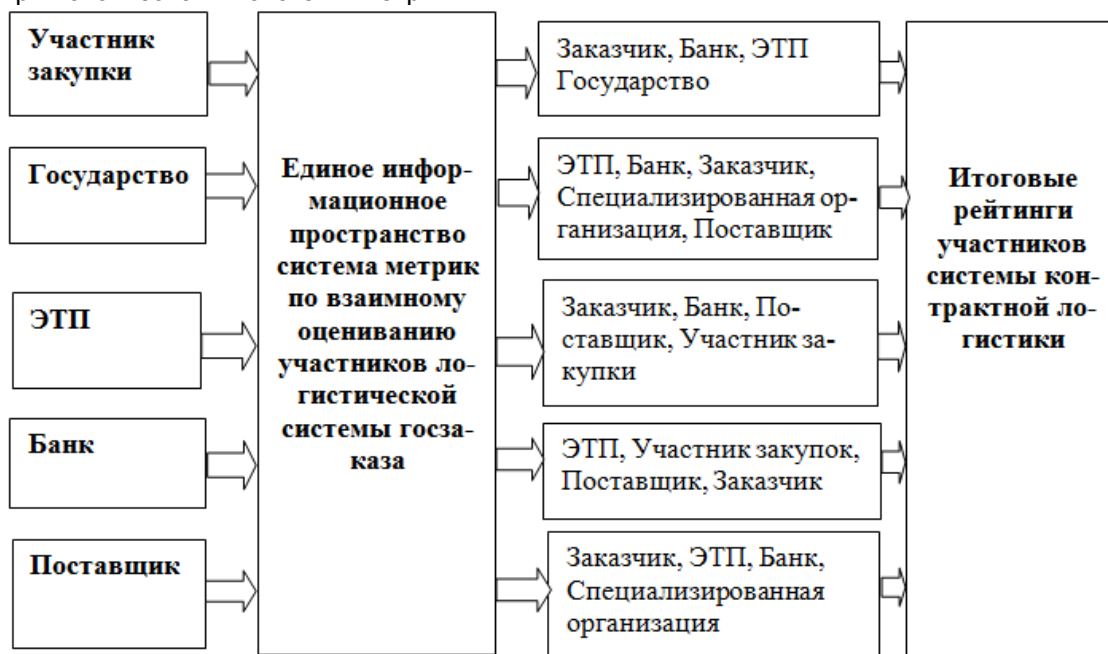 Участник
закупки
Заказчик, Банк, ЭТП
Государство
Государство
ЭТП, Банк, Заказчик,
Специализированная ор-
ганизация, Поставщик
ЭТП
Заказчик, Банк, По-
ставщик, Участник за-
купки
Банк
ЭТП, Участник закупок,
Поставщик, Заказчик
Поставщик
Заказчик, ЭТП, Банк,
Специализированная
организация
Единое инфор-
мационное
пространство
система метрик
по взаимному
оцениванию
участников ло-
гистической
системы госза-
каза
Итоговые
рейтинги
участников
системы кон-
трактной ло-
гистики